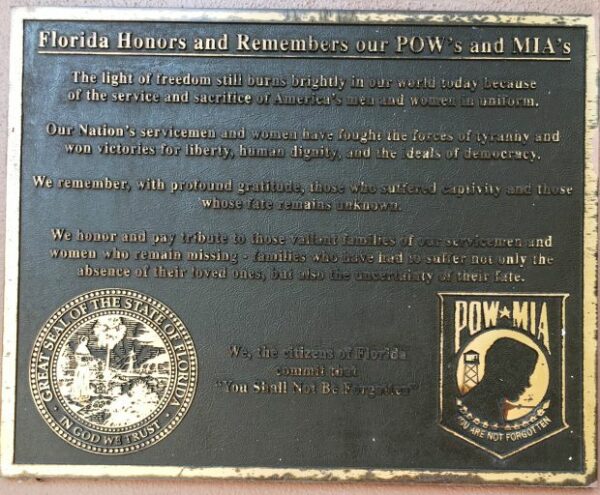 Florida Honors and Remembers our POW's and MIA's
The light of freedom still burns brightly in our world today because
of the service and sacrifice of America's men and women in uniform.
Our Nation's servicemen and women have fought the forces of tyranny and
won victories for liberty, human dignity, and the ideals of democracy.
We remember, with profound gratitude, those who suffered captivity and those
whose fate remains unknown.
We honor and pay tribute to those valiant families of our servicemen and
women who remain missing - families who have had to suffer not only the
absence of their loved ones, but also the uncertainty of their fate.
GREAT SEAL OF THE STATE OF FLORIDA
IN GOD WE TRUST
We, the citizens of Florida
commit that
"You Shall Not Be Forgotten"
POW★MIA
YOU ARE NOT FORGOTTEN